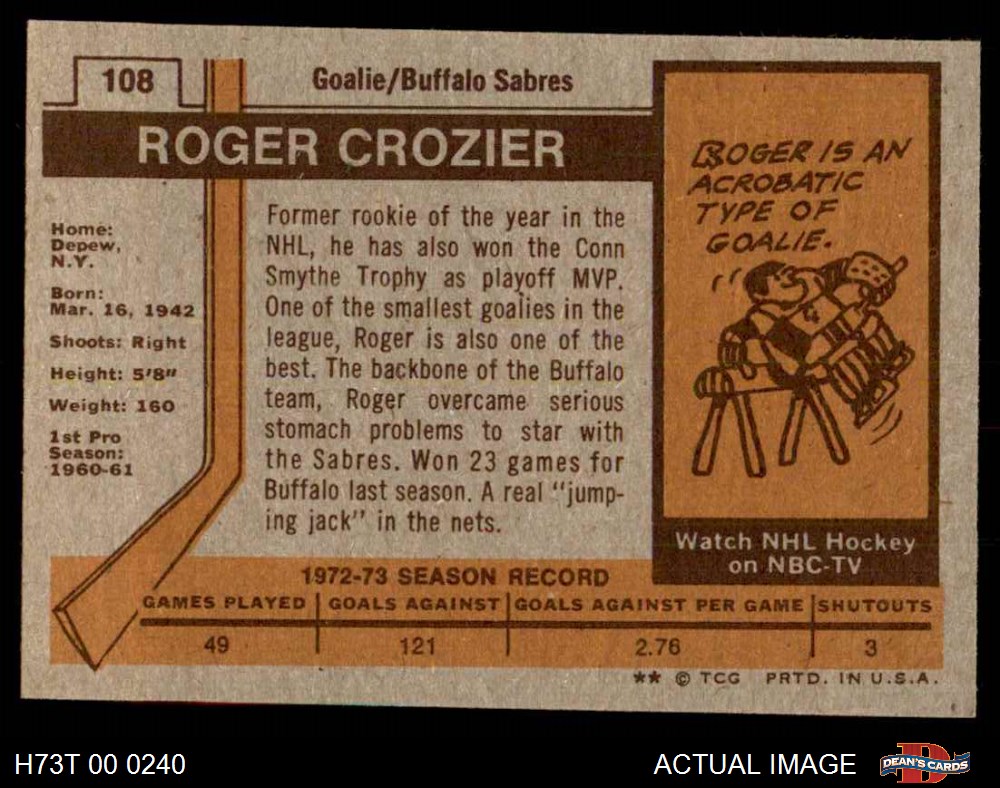 108
Goalie/Buffalo Sabres
ROGER CROZIER
Home:
Depew,
N.Y.
Born:
Mar. 16, 1942
Shoots: Right
Height: 5'8"
Weight: 160
1st Pro
Season:
1960-61
Former rookie of the year in the
NHL, he has also won the Conn
Smythe Trophy as playoff MVP.
One of the smallest goalies in the
league, Roger is also one of the
best. The backbone of the Buffalo
team, Roger overcame serious
stomach problems to star with
the Sabres. Won 23 games for
Buffalo last season. A real "jump-
ing jack" in the nets.
ROGER IS AN
ACROBATIC
TYPE OF
GOALIE.
4
Watch NHL Hockey
on NBC-TV
1972-73 SEASON RECORD
GAMES PLAYED GOALS AGAINST GOALS AGAINST PER GAME SHUTOUTS
49 121 2.76 3
** © TCG PRTD. IN U.S.A.
H73T 00 0240
ACTUAL IMAGE
D
DEAN'S CARDS